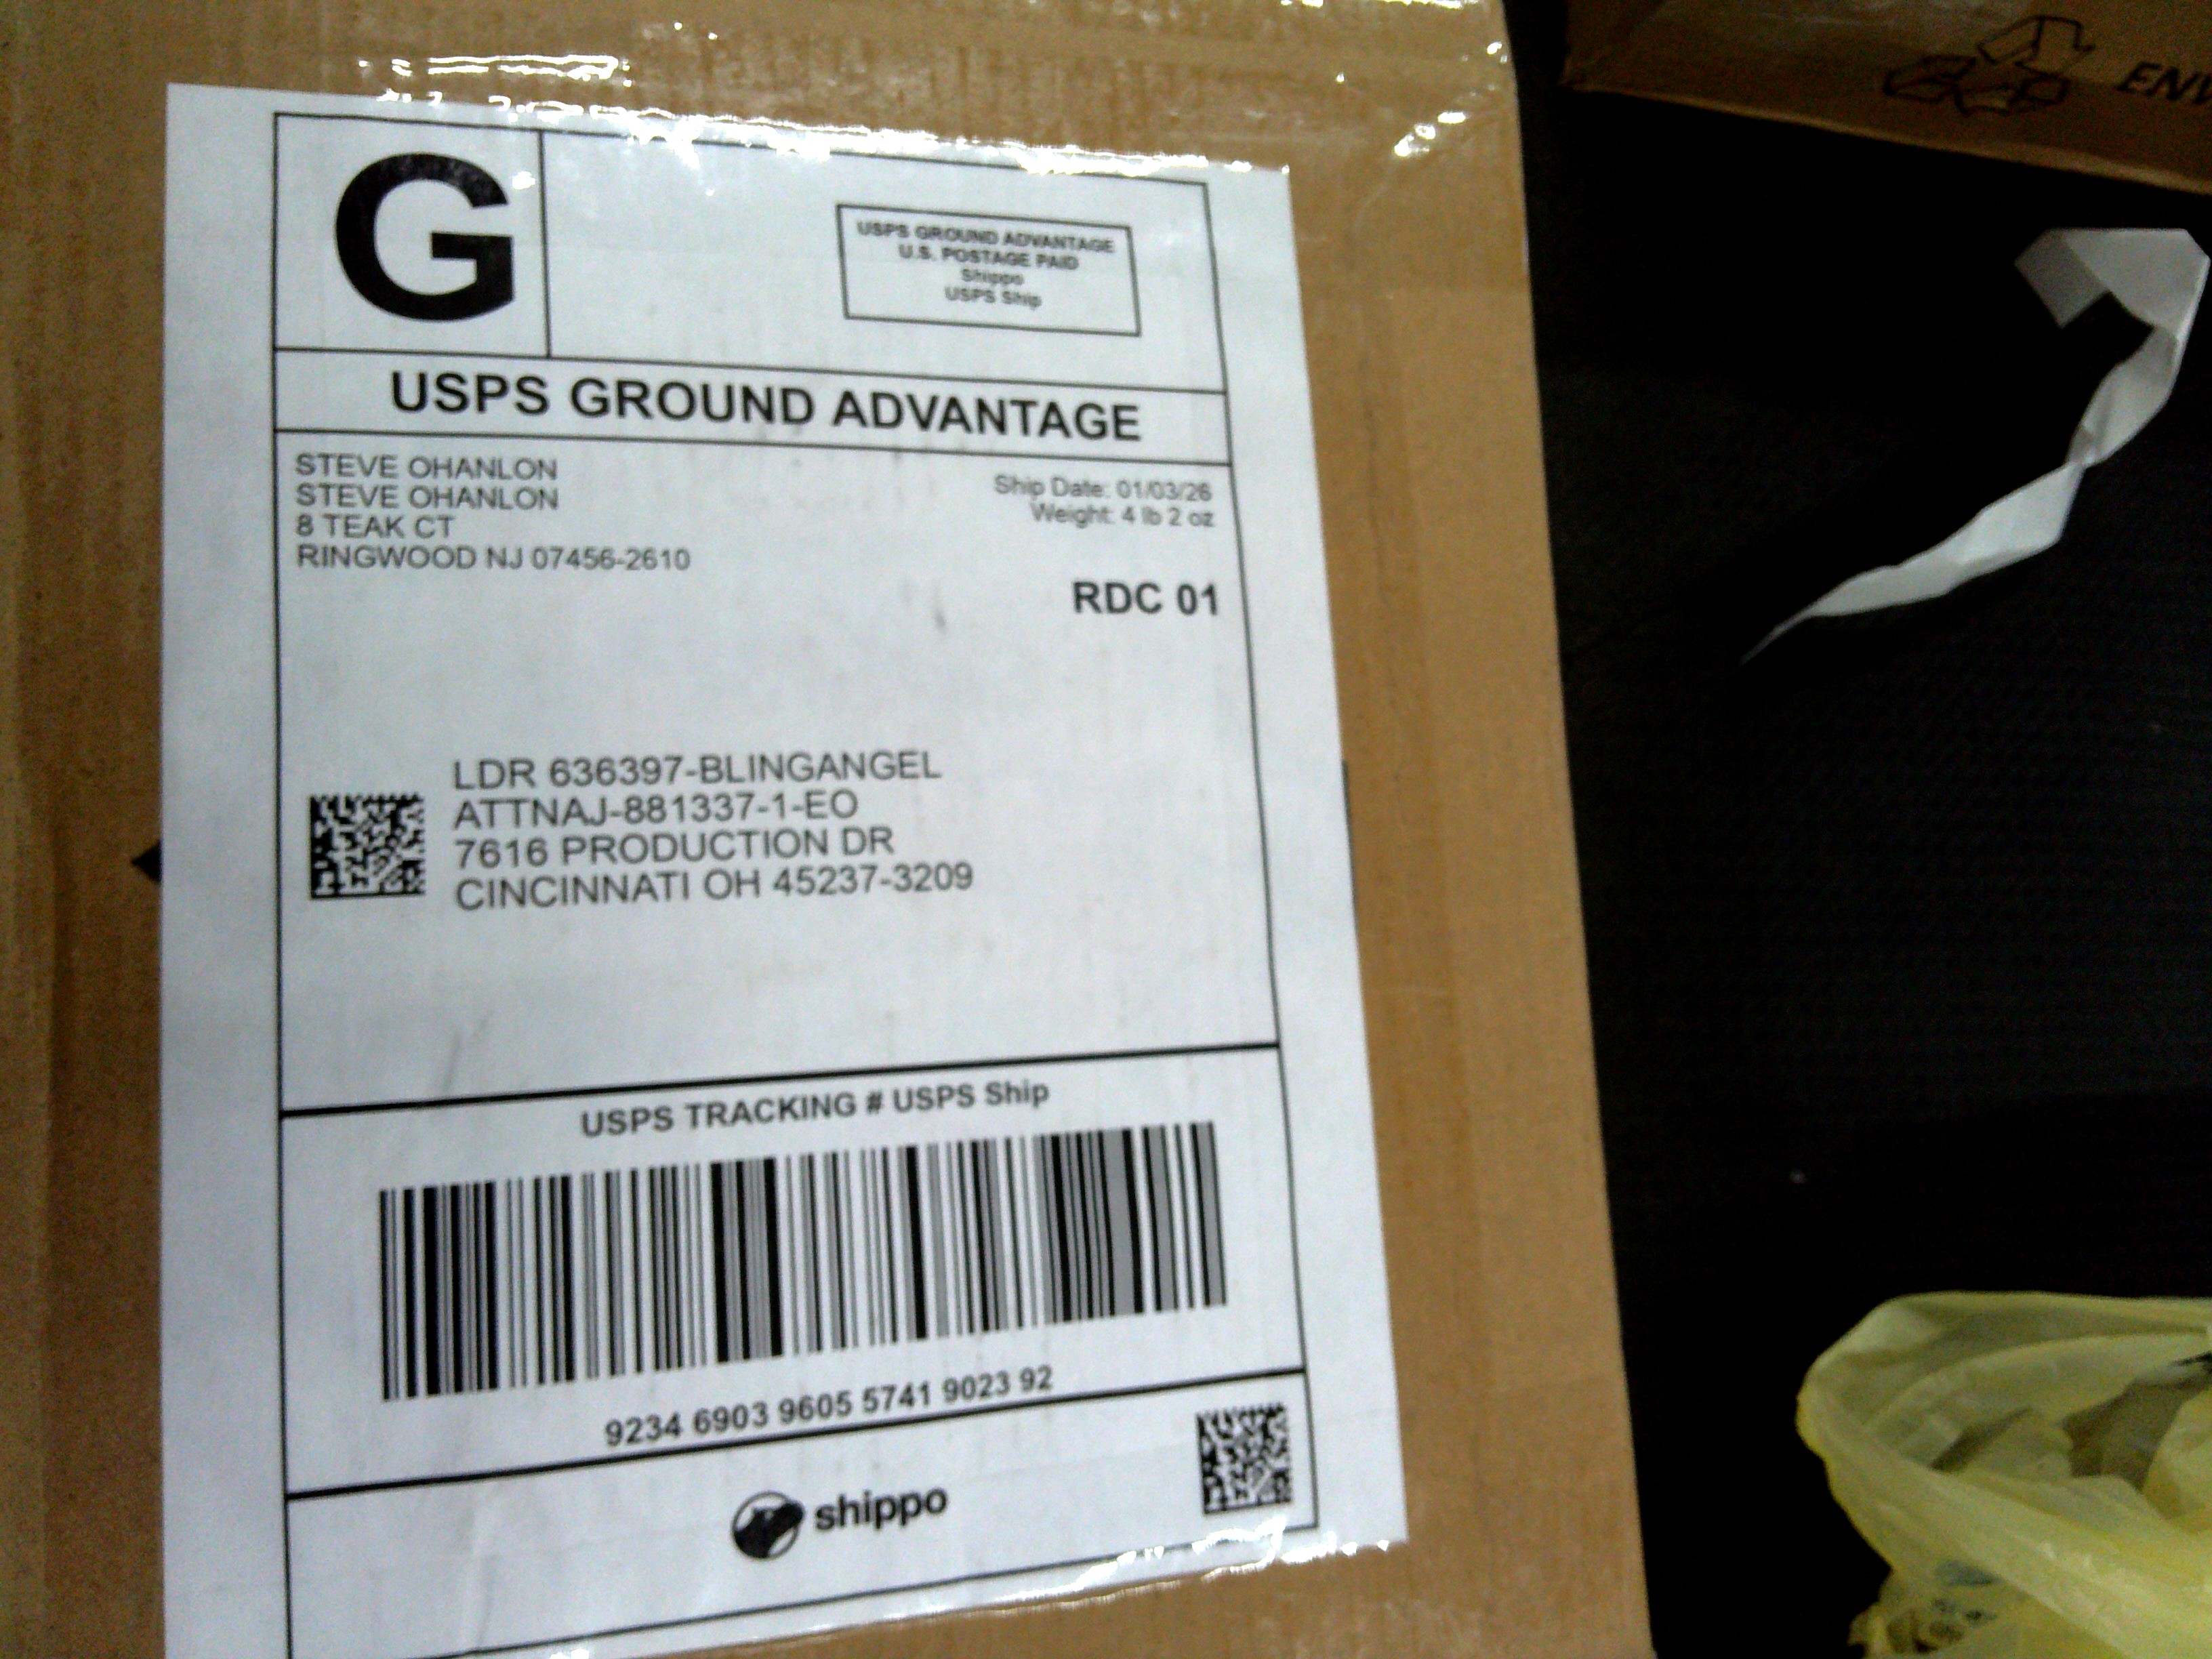 G
USPS GROUND ADVANTAGE
U.S. POSTAGE PAID
Shippo
USPS Ship
USPS GROUND ADVANTAGE
STEVE OHANLON
STEVE OHANLON
8 TEAK CT
RINGWOOD NJ 07456-2610
Ship Date: 01/03/26
Weight: 4 lb 2 oz
RDC 01
LDR 636397-BLINGANGEL
ATTNAJ-881337-1-EO
7616 PRODUCTION DR
CINCINNATI OH 45237-3209
USPS TRACKING # USPS Ship
9234 6903 9605 5741 9023 92
shippo